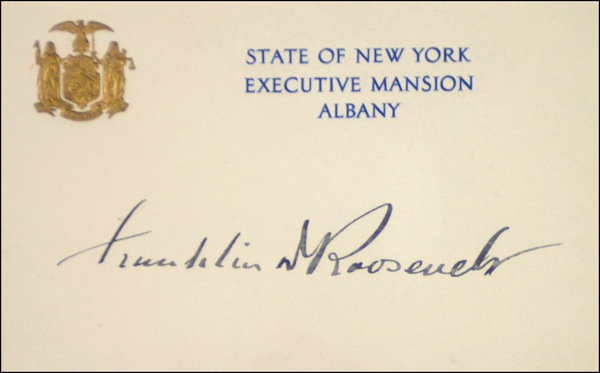 STATE OF NEW YORK
EXECUTIVE MANSION
ALBANY
Franklin D Roosevelt